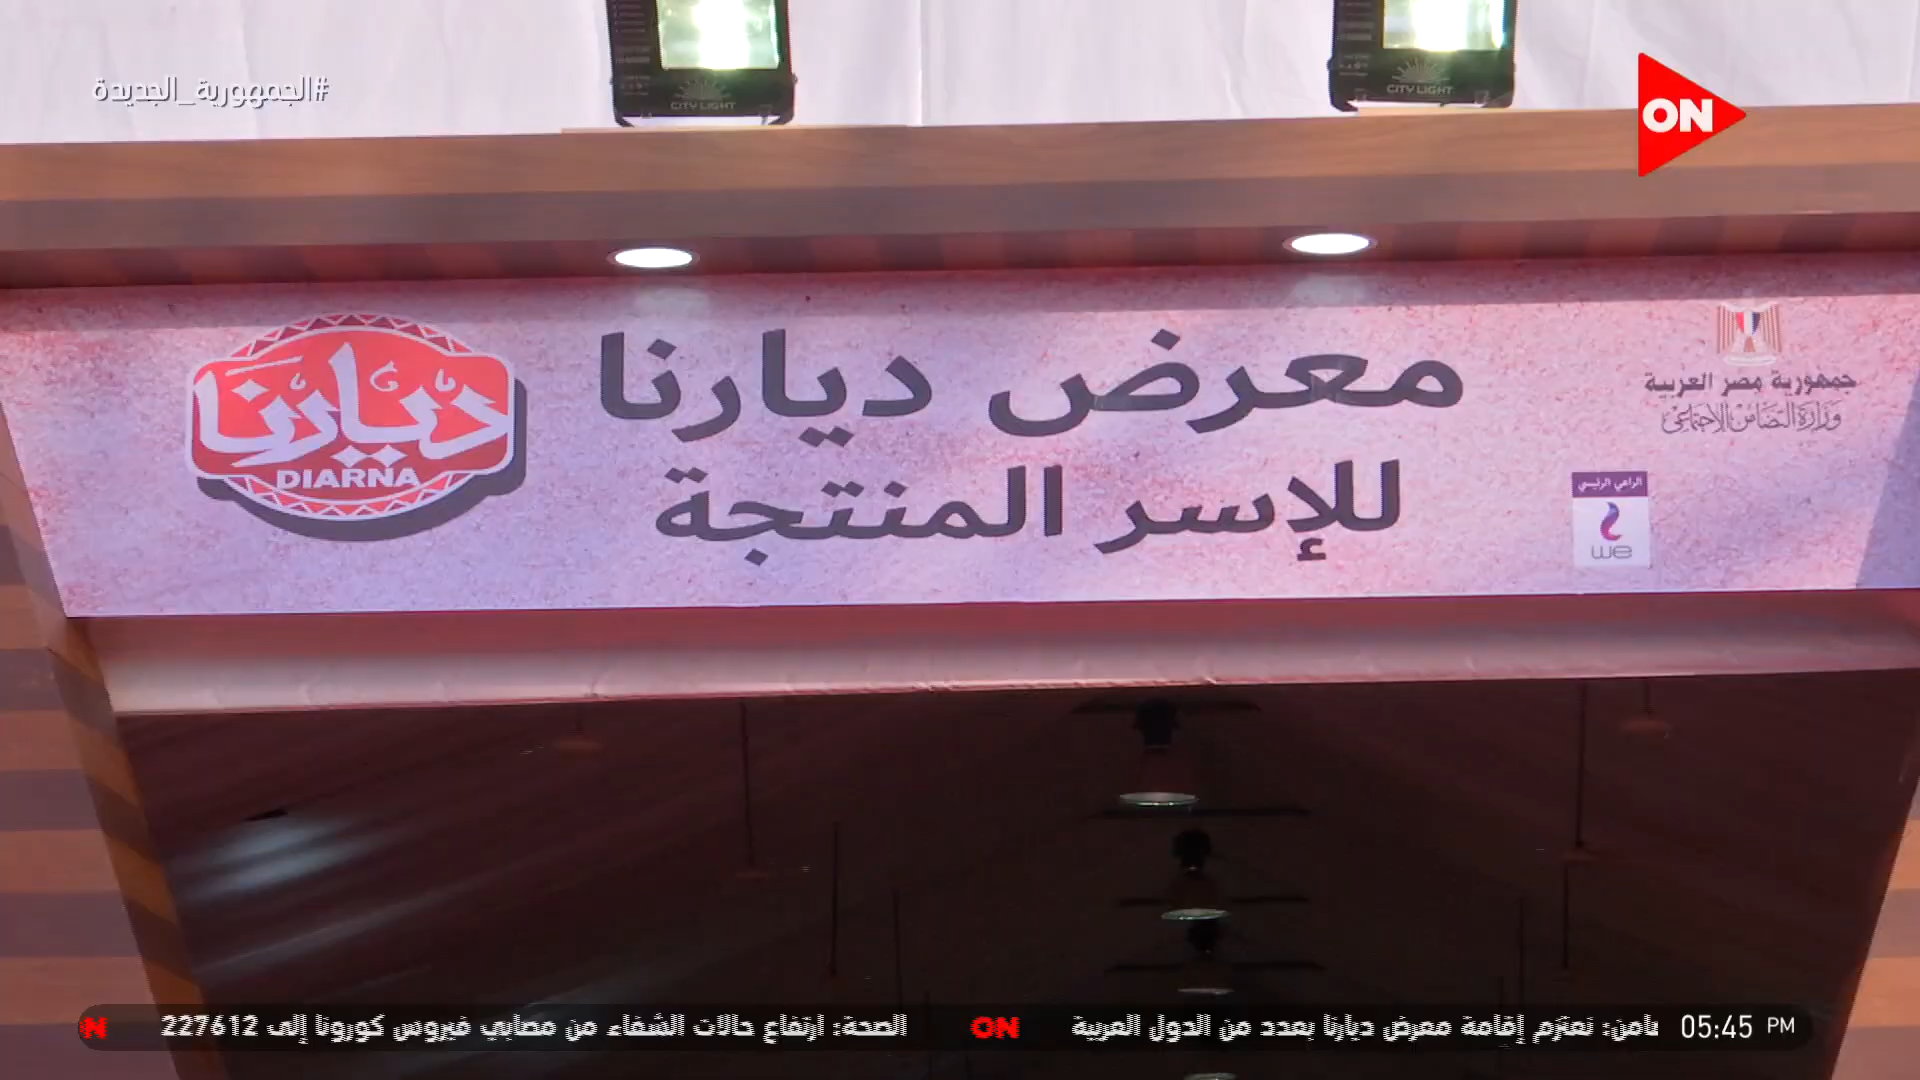 #الجمهورية_الجديدة
CITY LIGHT
CITY LIGHT
ON
معرض ديارنا
للإسر المنتجة
ديارنا
DIARNA
جمهورية مصر العربية
وزارة التضامن الاجتماعي
الراعي الرئيسي
we
05:45 PM
نعتزم إقامة معرض ديارنا بعدد من الدول العربية
ON
الصحة: ارتفاع حالات الشفاء من مصابي فيروس كورونا إلى 227612